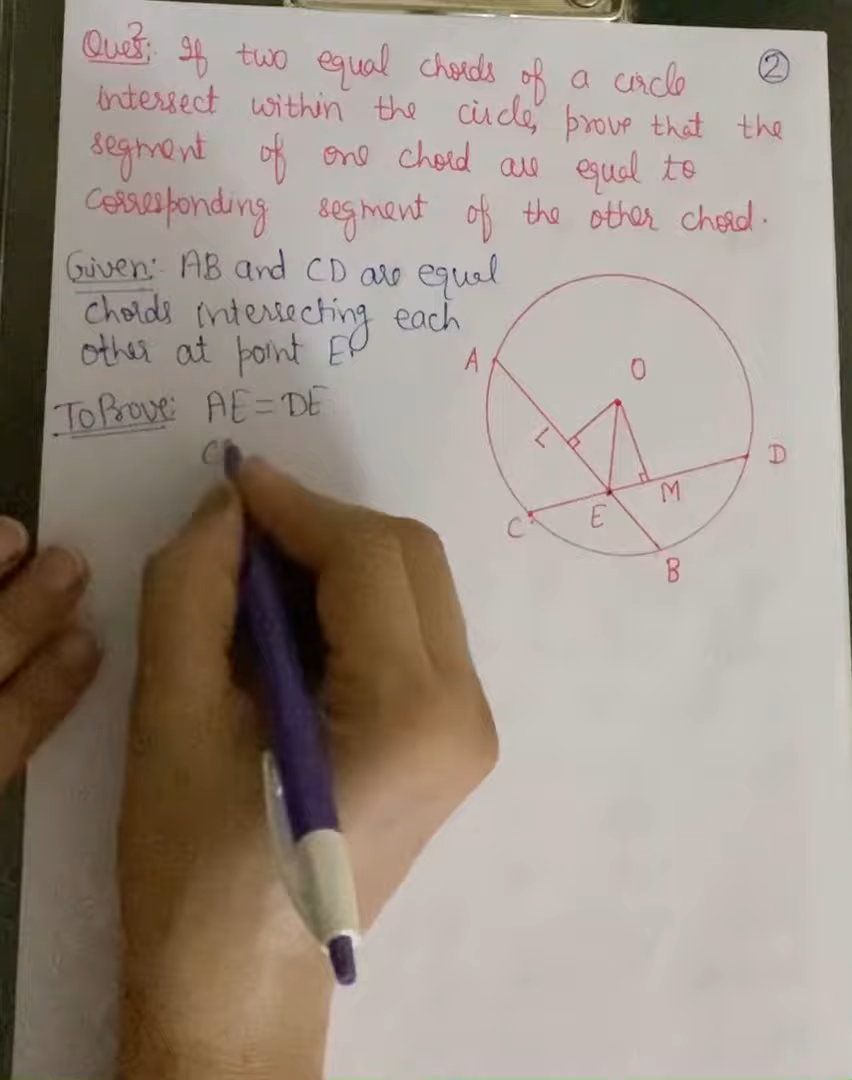 Ques²: If two equal chords of a circle
②
intersect within the circle, prove that the
segment of one chord are equal to
corresponding segment of the other chord.
Given: AB and CD are equal
chords intersecting each
other at point E
To Prove: AE = DE
C
A
O
L
D
M
E
C
B